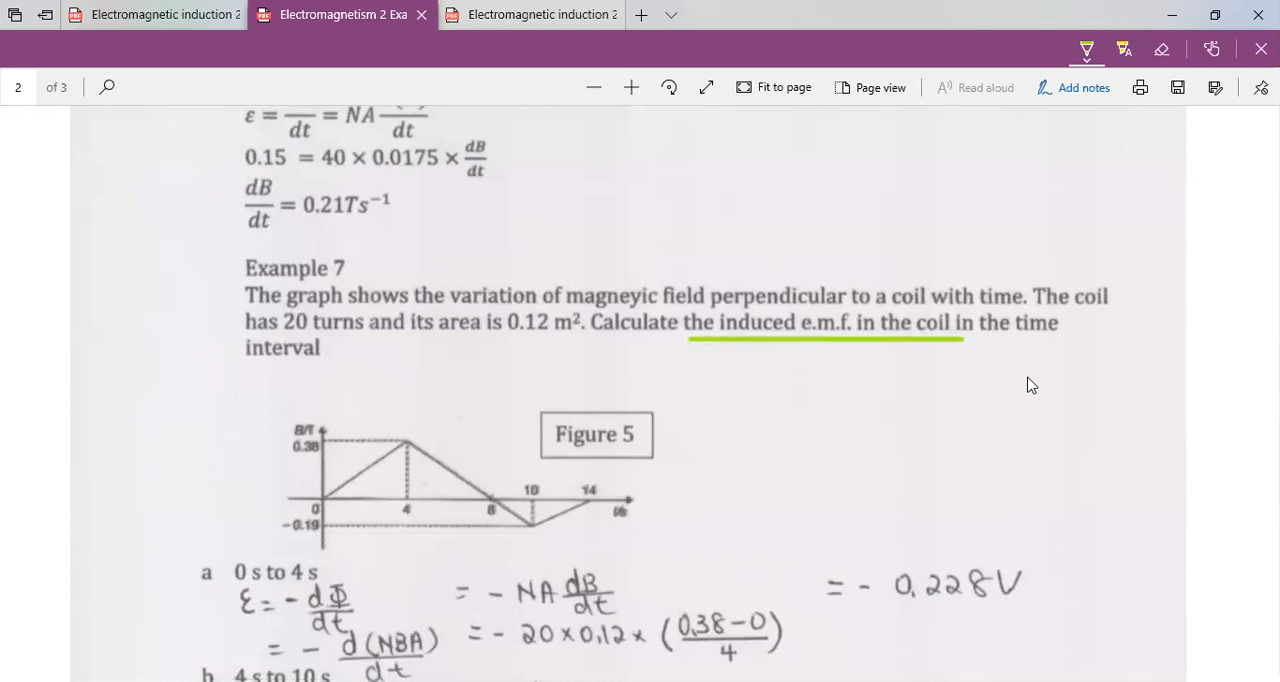 Electromagnetic induction 2
Electromagnetism 2 Exa
Electromagnetic induction 2
2 of 3
Fit to page
Page view
Read aloud
Add notes
ε = dt = NA dt
0.15 = 40 × 0.0175 × dB/dt
dB/dt = 0.21Ts⁻¹
Example 7
The graph shows the variation of magneyic field perpendicular to a coil with time. The coil
has 20 turns and its area is 0.12 m². Calculate the induced e.m.f. in the coil in the time
interval
Figure 5
B/T
0.38
10 14
0 4 8 t/s
−0.19
a 0 s to 4 s
ε = - dΦ/dt = - NA dB/dt = - 0.228V
= - d(NBA)/dt = - 20 × 0.12 × (0.38 - 0)/4
b 4 s to 10 s